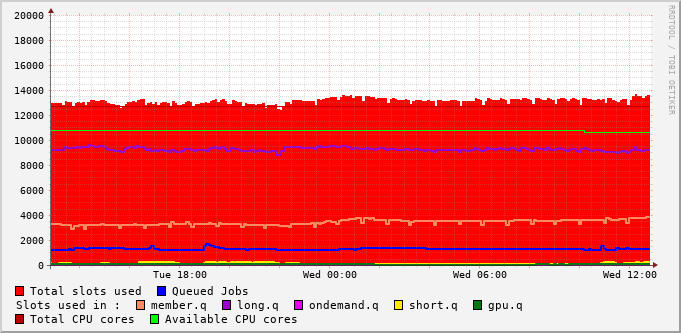 20000
18000
16000
14000
12000
10000
8000
6000
4000
2000
0
Tue 18:00 Wed 00:00 Wed 06:00 Wed 12:00
RRDTOOL / TOBI OETIKER
Total slots used Queued Jobs
Slots used in : member.q long.q ondemand.q short.q gpu.q
Total CPU cores Available CPU cores